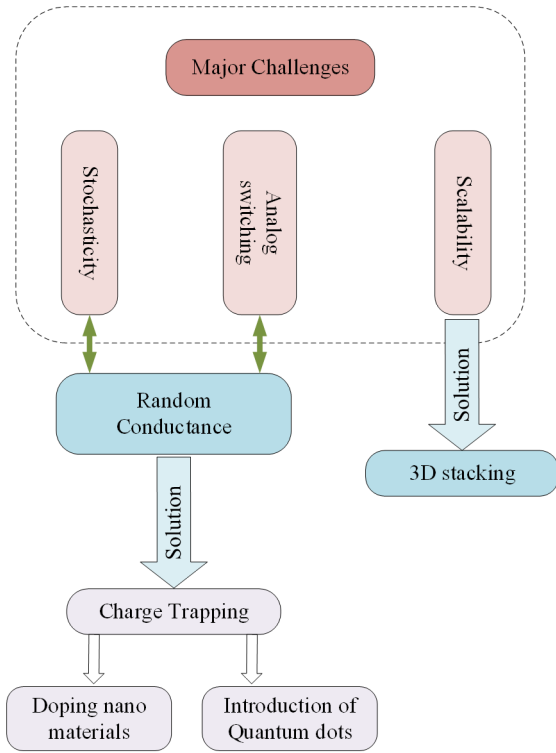 Major Challenges
Stochasticity
Analog
switching
Scalability
Random
Conductance
Solution
3D stacking
Solution
Charge Trapping
Doping nano
materials
Introduction of
Quantum dots